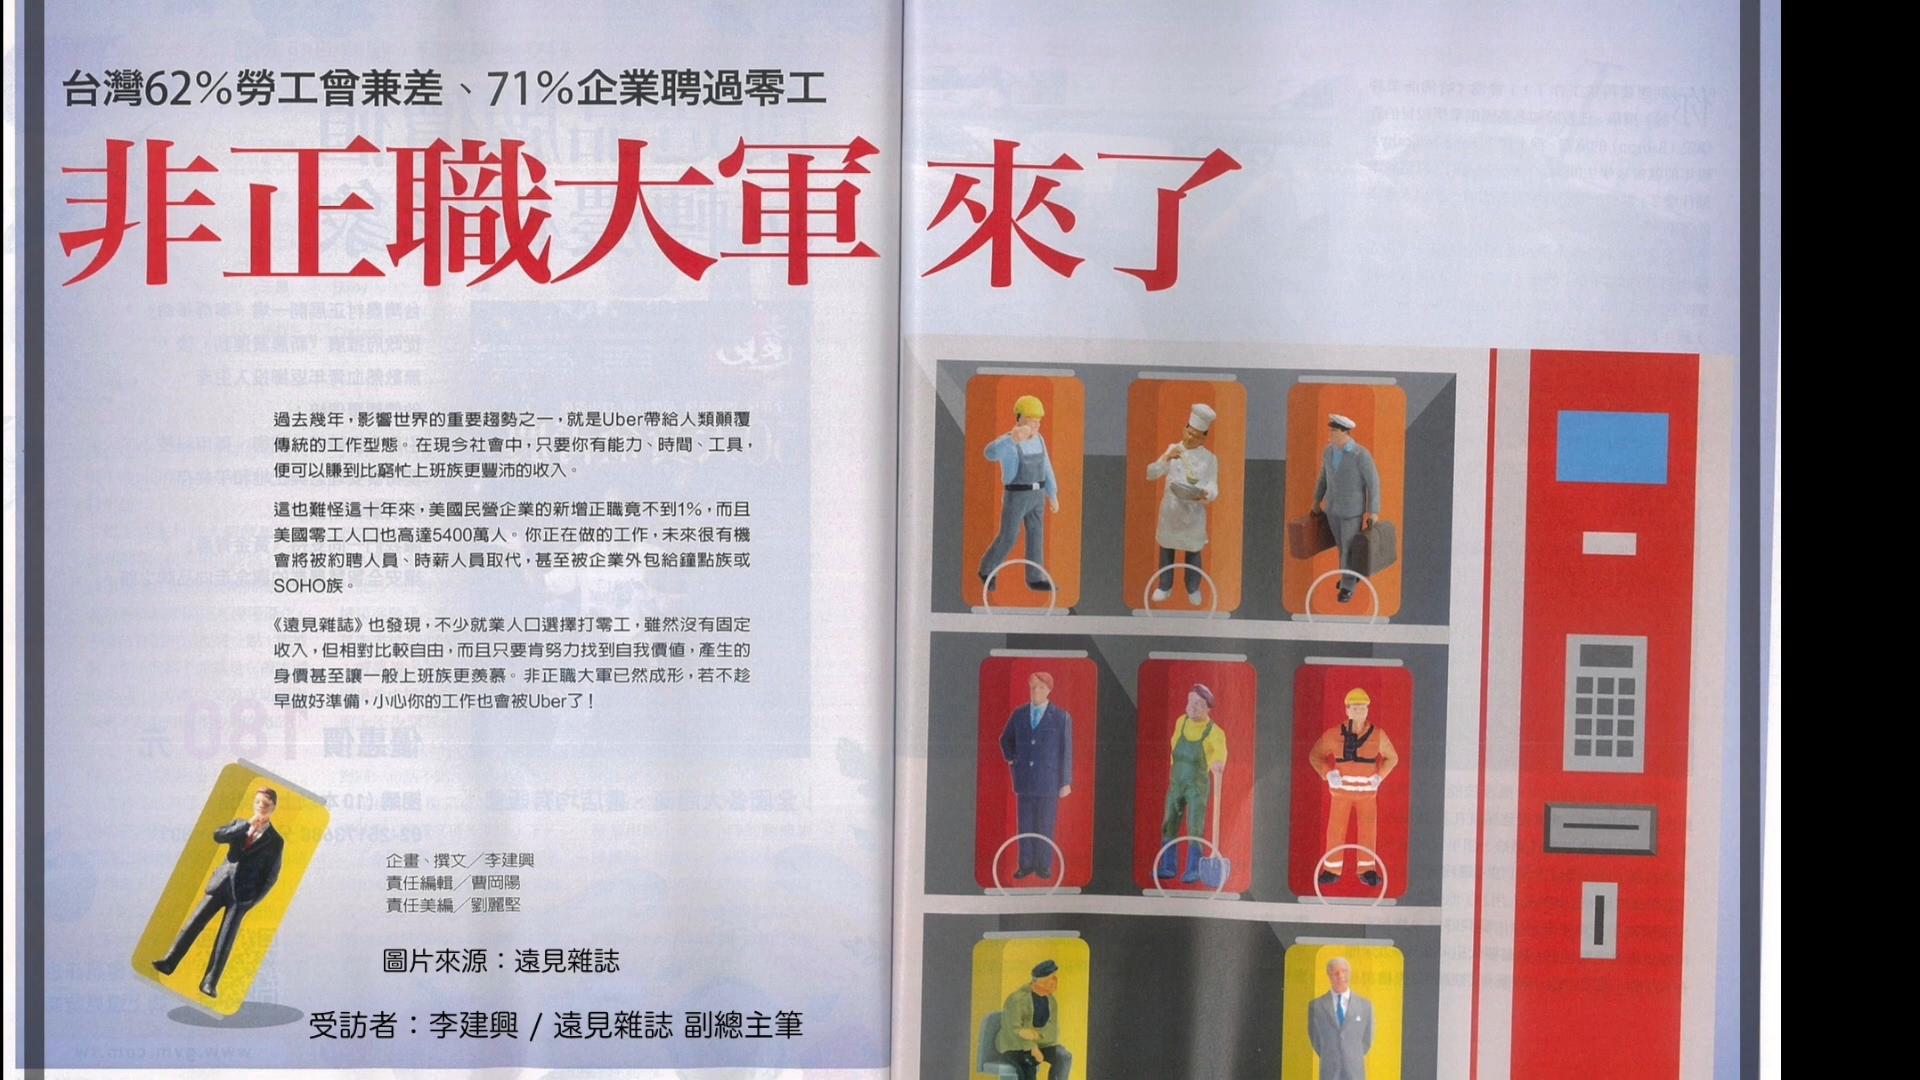 台灣62%勞工曾兼差、71%企業聘過零工
非正職大軍來了
過去幾年，影響世界的重要趨勢之一，就是Uber帶給人類顛覆
傳統的工作型態。在現今社會中，只要你有能力、時間、工具，
便可以賺到比窮忙上班族更豐沛的收入。
這也難怪這十年來，美國民營企業的新增正職竟不到1%，而且
美國零工人口也高達5400萬人。你正在做的工作，未來很有機
會將被約聘人員、時薪人員取代，甚至被企業外包給鐘點族或
SOHO族。
《遠見雜誌》也發現，不少就業人口選擇打零工，雖然沒有固定
收入，但相對比較自由，而且只要肯努力找到自我價值，產生的
身價甚至讓一般上班族更羨慕。非正職大軍已然成形，若不趁
早做好準備，小心你的工作也會被Uber了！
企畫、撰文／李建興
責任編輯／曹岡陽
責任美編／劉麗堅
圖片來源：遠見雜誌
受訪者：李建興 / 遠見雜誌 副總主筆